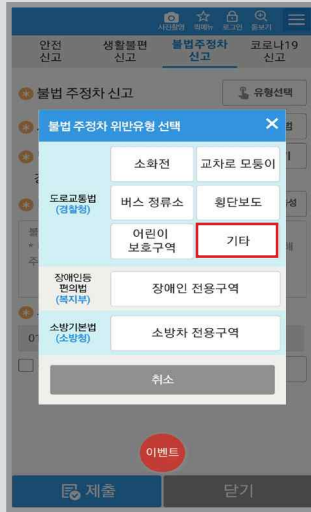 사진촬영 위메뉴 로그인 돋보기
안전
신고
생활불편
신고
불법주정차
신고
코로나19
신고
불법 주정차 신고
유형선택
불법 주정차 위반유형 선택
도로교통법
(경찰청)
소화전
교차로 모퉁이
버스 정류소
횡단보도
어린이
보호구역
기타
장애인등
편의법
(복지부)
장애인 전용구역
소방기본법
(소방청)
소방차 전용구역
취소
이벤트
제출
닫기